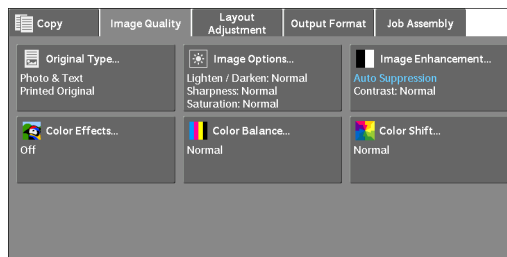 Copy
Image Quality
Layout
Adjustment
Output Format
Job Assembly
Original Type...
Photo & Text
Printed Original
Image Options...
Lighten / Darken: Normal
Sharpness: Normal
Saturation: Normal
Image Enhancement...
Auto Suppression
Contrast: Normal
Color Effects...
Off
Color Balance...
Normal
Color Shift...
Normal